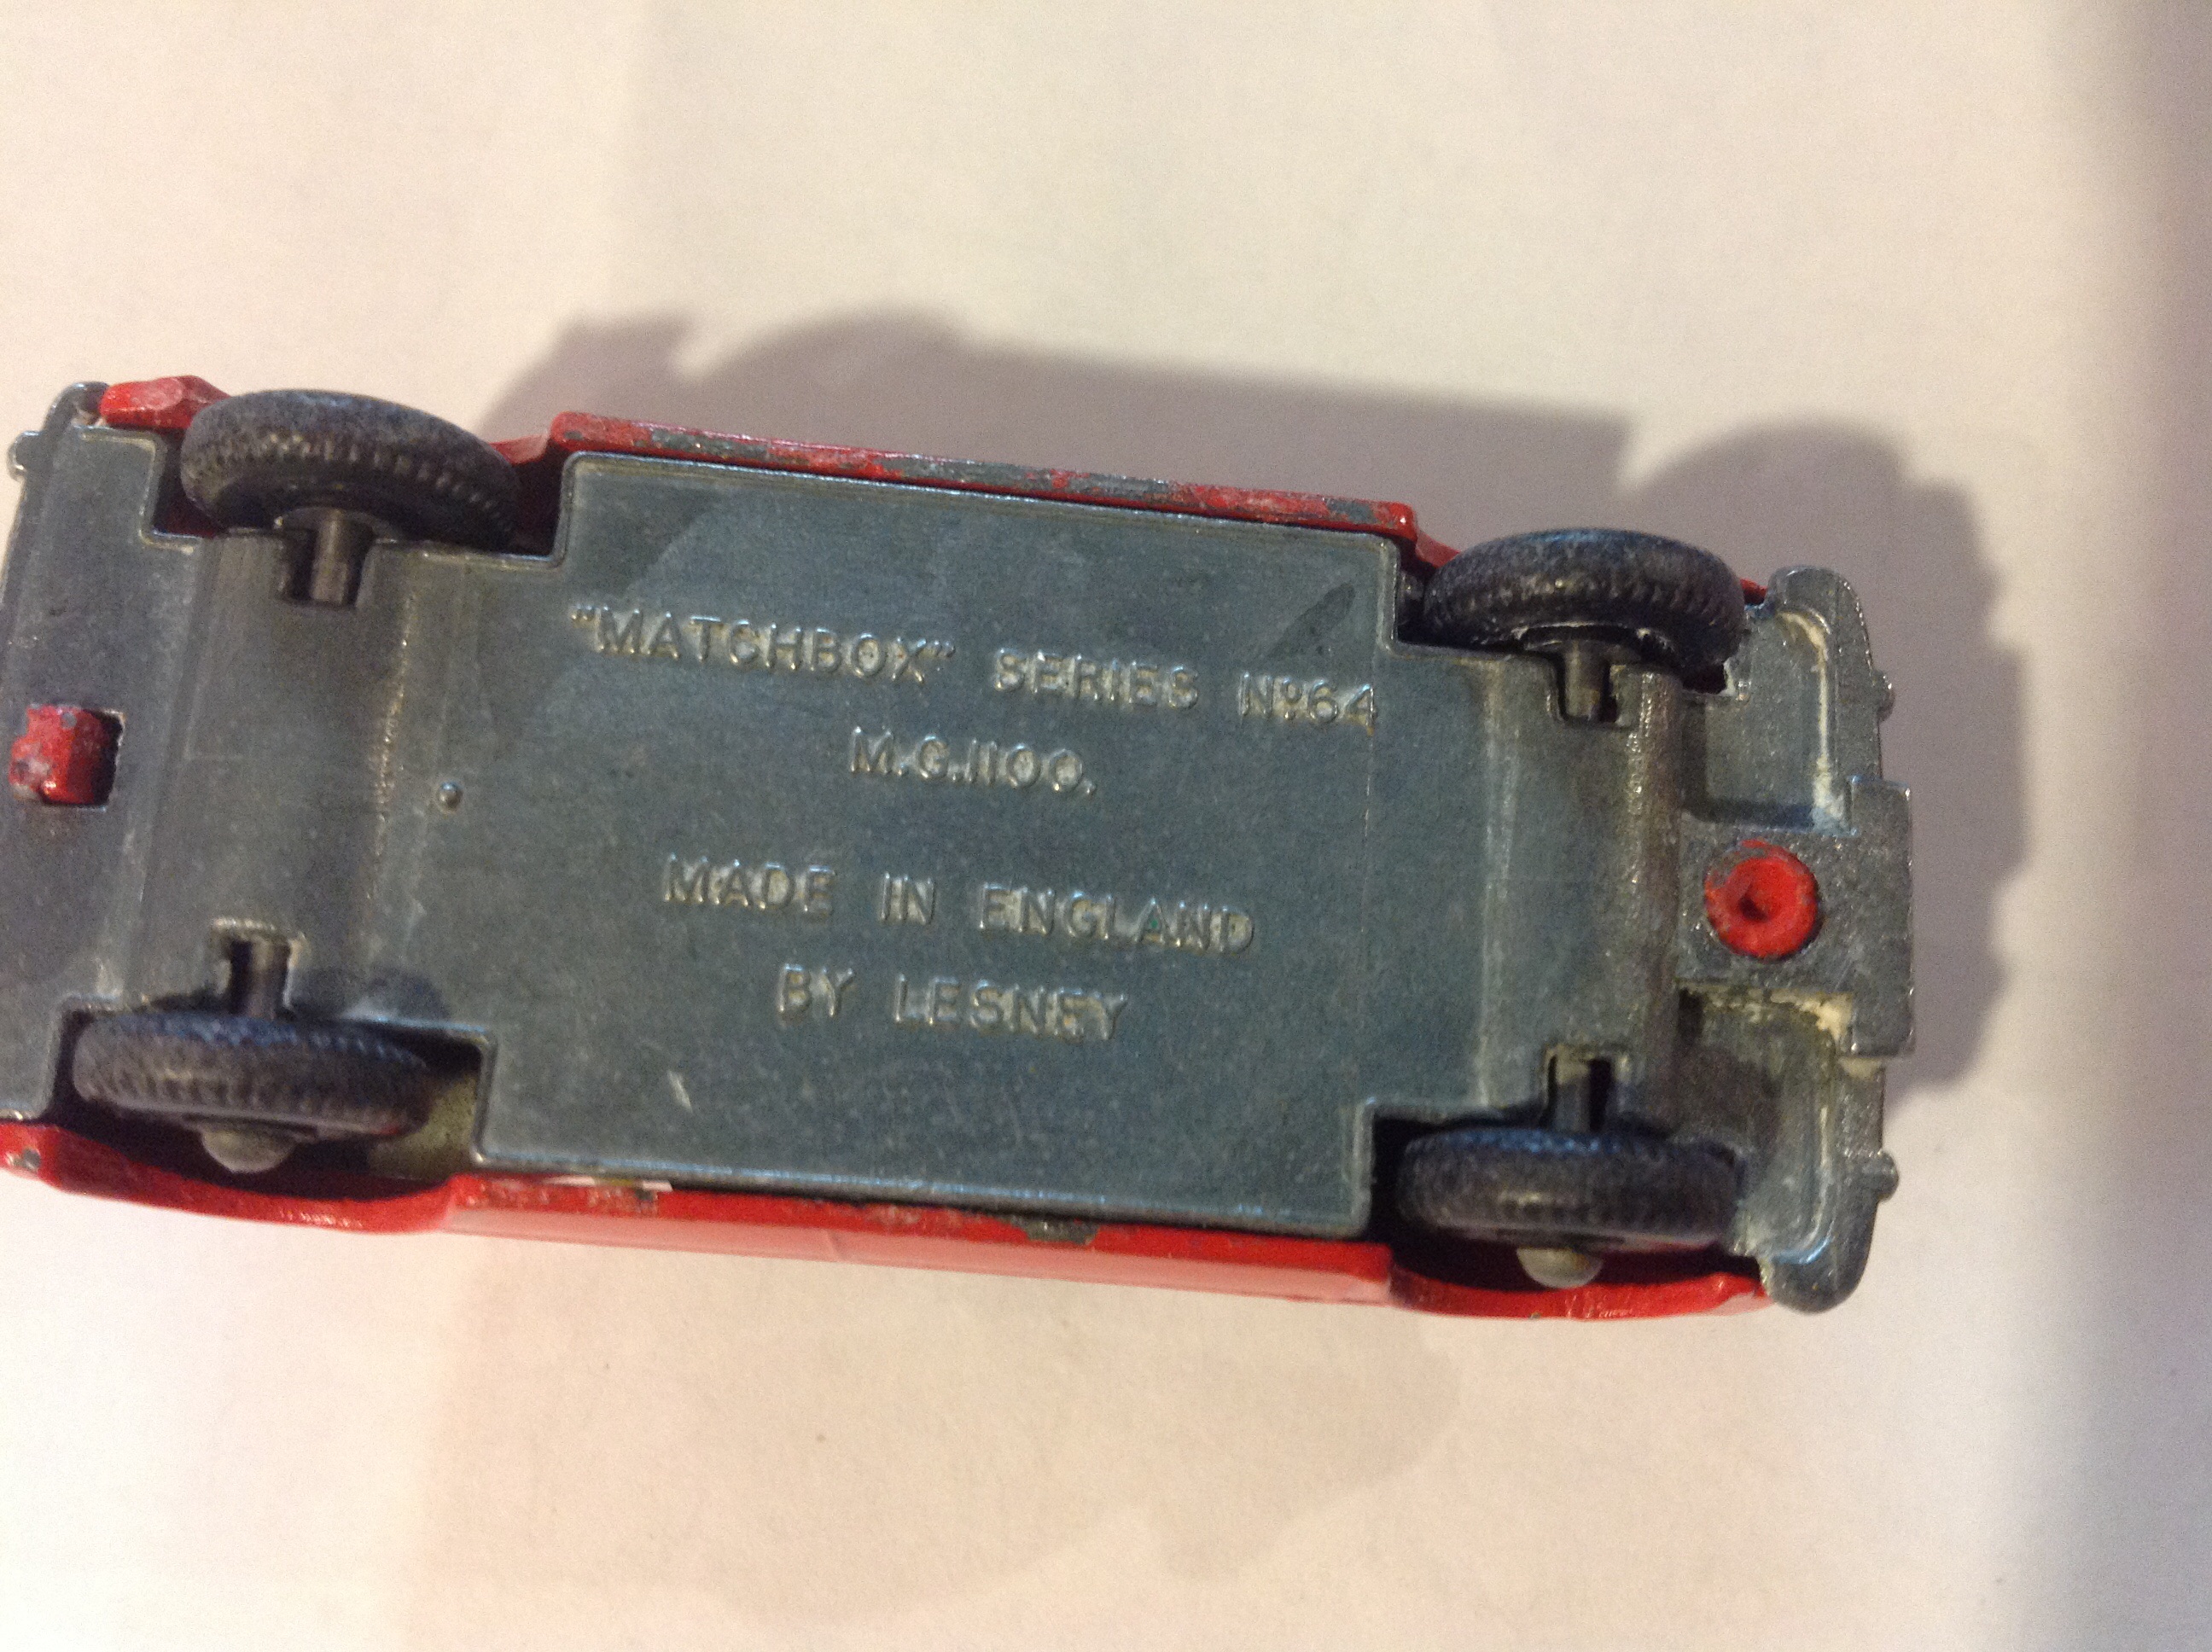 "MATCHBOX" SERIES Nº64
M.G.1100.
MADE IN ENGLAND
BY LESNEY